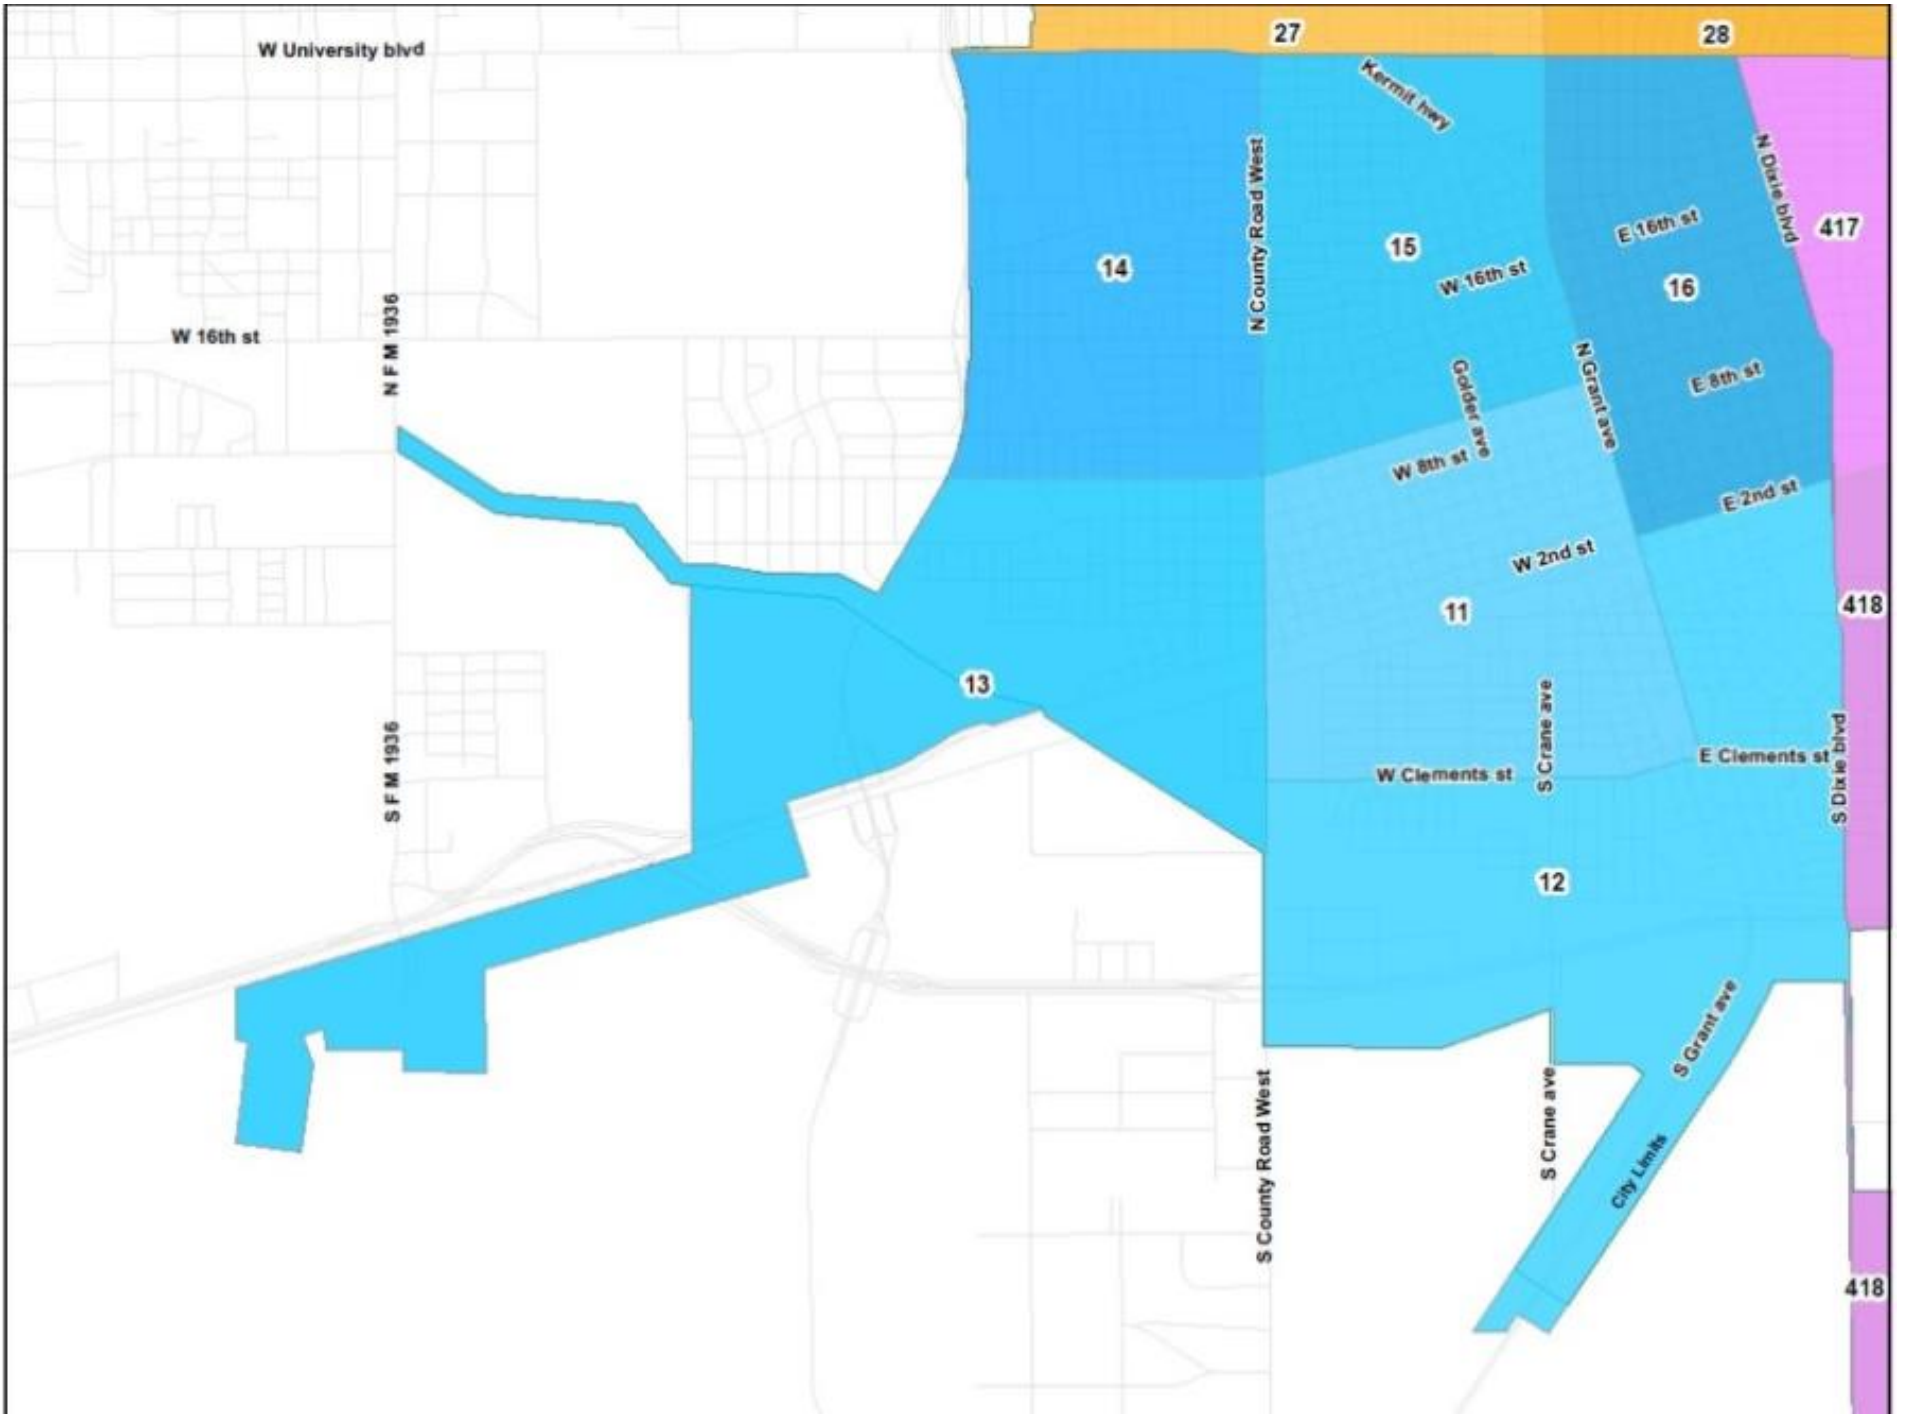 27
28
W University blvd
Kermit hwy
N Dixie blvd
N County Road West
E 16th st
417
15
14
W 16th st
16
N F M 1936
W 16th st
N Grant ave
E 8th st
Golder ave
W 8th st
E 2nd st
W 2nd st
11
418
13
S Crane ave
S F M 1936
E Clements st
S Dixie blvd
W Clements st
12
S Grant ave
S County Road West
S Crane ave
City Limits
418